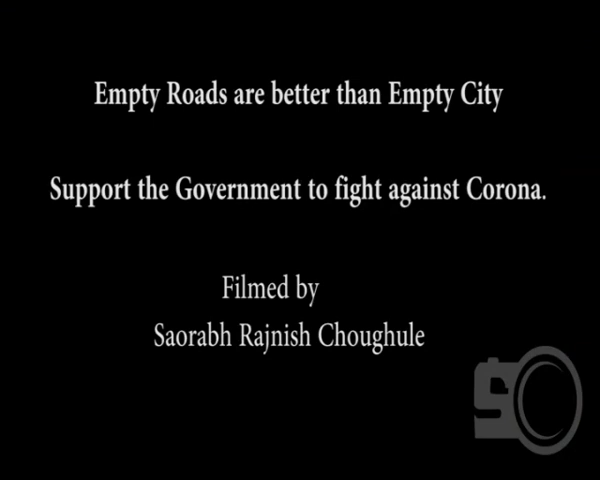 Empty Roads are better than Empty City
Support the Government to fight against Corona.
Filmed by
Saorabh Rajnish Choughule